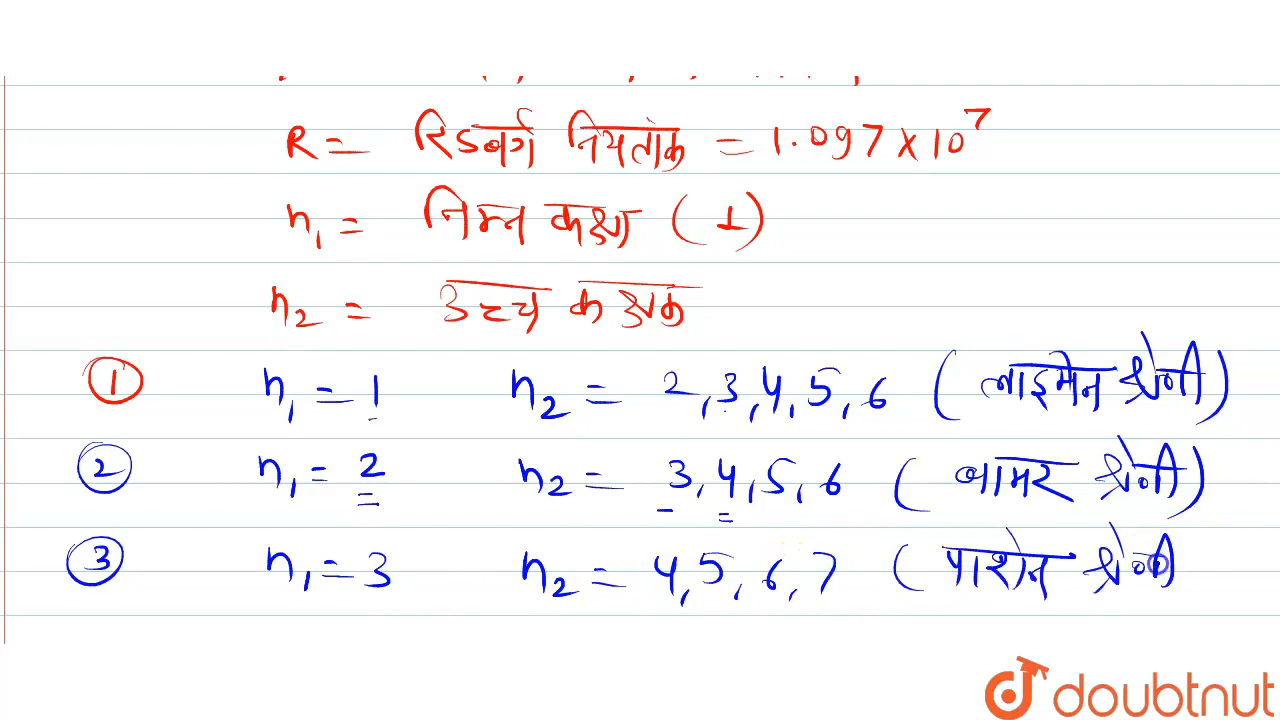 R = रिडबर्ग नियतांक = 1.097 × 10⁷
n₁ = निम्न कक्षा (1)
n₂ = उच्च कक्षक
① n₁ = 1 n₂ = 2, 3, 4, 5, 6 (लाइमेन श्रेणी)
② n₁ = 2 n₂ = 3, 4, 5, 6 (बामर श्रेणी)
③ n₁ = 3 n₂ = 4, 5, 6, 7 (पाशेन श्रेणी
doubtnut